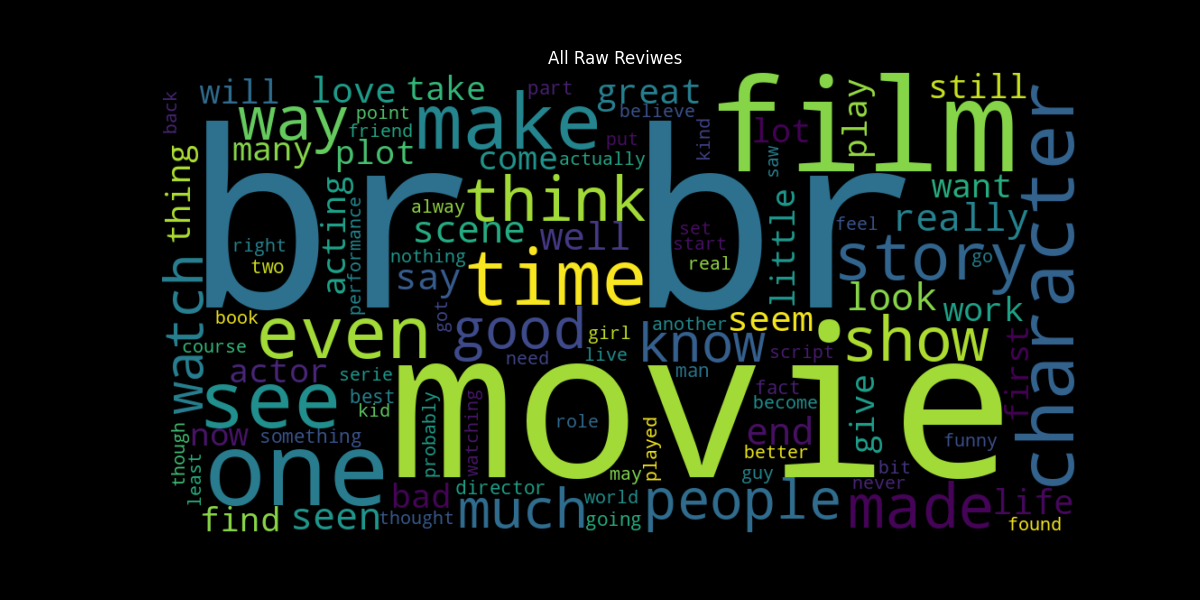 All Raw Reviwes
back
will
love
take
part
great
still
way
point
friend
make
believe
put
kind
film
lot
play
many
plot
come
actually
saw
thing
br br
acting
performance
alway
think
scene
well
want
really
character
right
two
nothing
say
time
set
start
real
little
feel
story
go
watch
book
even
got
good
girl
another
seem
look
work
course
need
live
know
script
show
first
actor
serie
man
see
best
kid
movie
fact
become
give
though
now
something
probably
watching
role
played
end
better
funny
least
one
bad
director
may
guy
bit
never
find
seen
thought
much
world
going
people
made
life
found